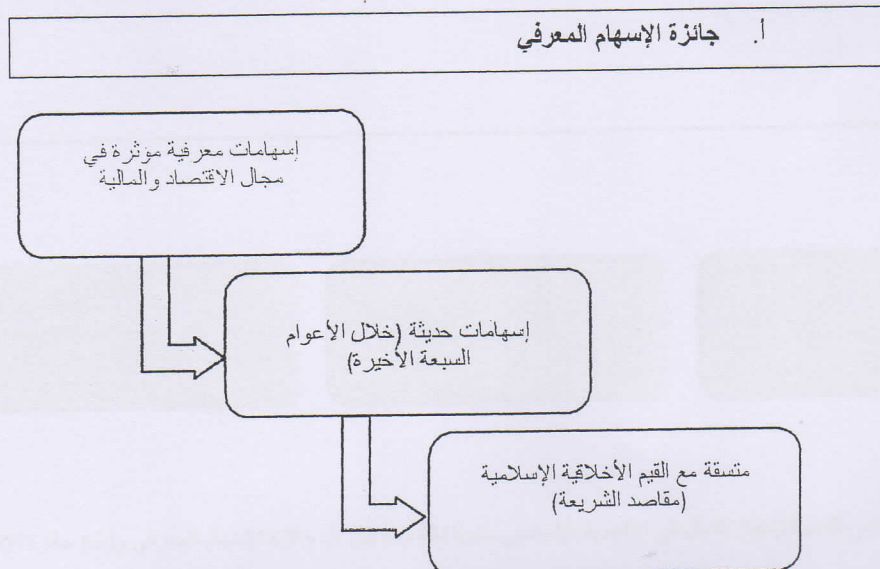 أ. جائزة الإسهام المعرفي
إسهامات معرفية مؤثرة في
مجال الاقتصاد والمالية
إسهامات حديثة (خلال الأعوام
السبعة الأخيرة)
متسقة مع القيم الأخلاقية الإسلامية
(مقاصد الشريعة)